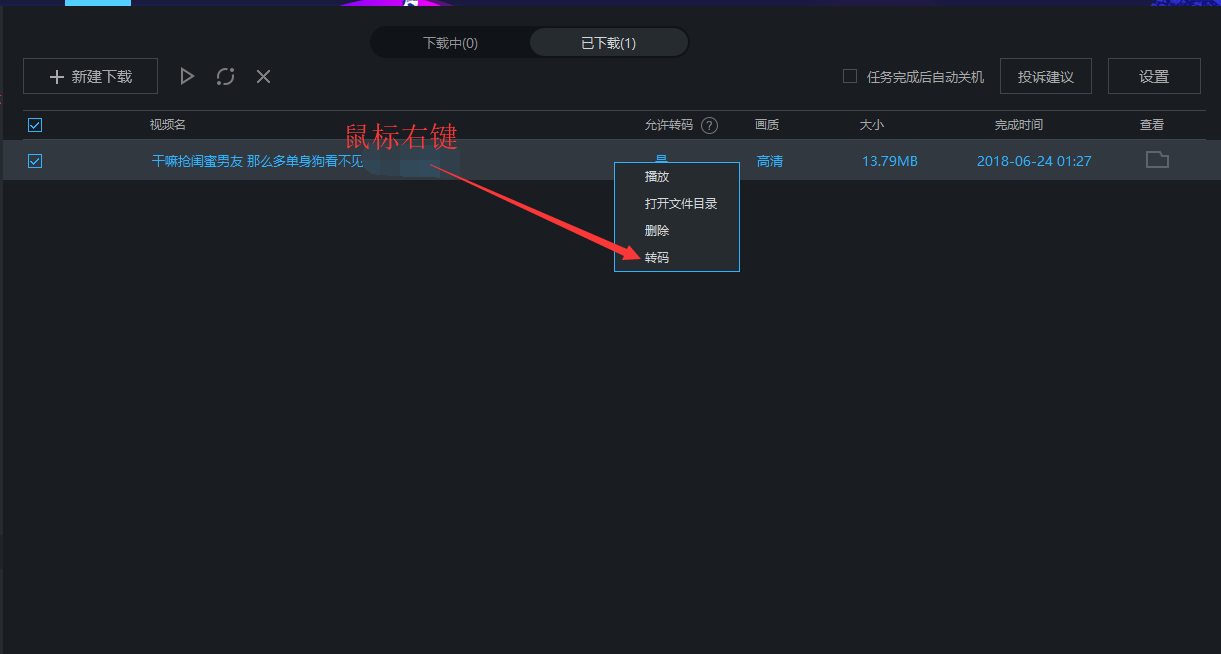 下载中(0)
已下载(1)
新建下载
任务完成后自动关机
投诉建议
设置
视频名
允许转码 ?
画质
大小
完成时间
查看
鼠标右键
干嘛抢闺蜜男友 那么多单身狗看不见
是
高清
13.79MB
2018-06-24 01:27
播放
打开文件目录
删除
转码